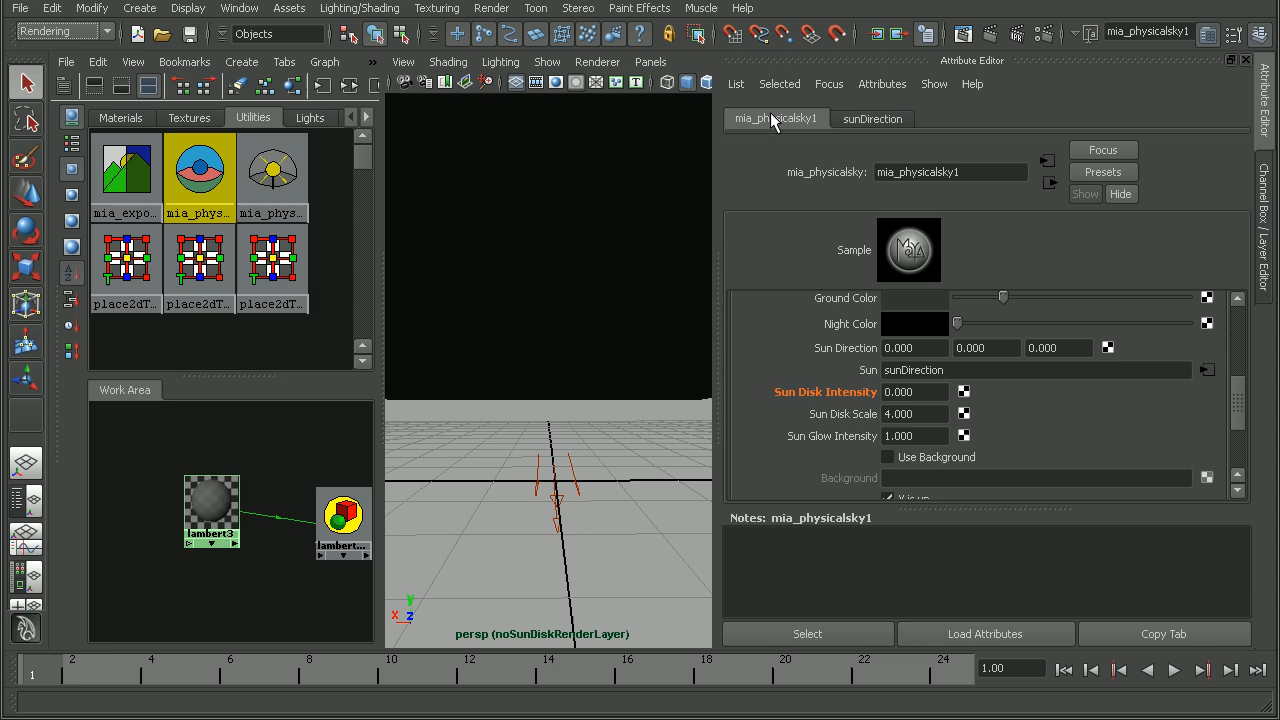 File Edit Modify Create Display Window Assets Lighting/Shading Texturing Render Toon Stereo Paint Effects Muscle Help
Rendering Objects mia_physicalsky1
Attribute Editor
File Edit View Bookmarks Create Tabs Graph »
View Shading Lighting Show Renderer Panels
List Selected Focus Attributes Show Help
Materials Textures Utilities Lights
mia_expo... mia_phys... mia_phys...
place2dT... place2dT... place2dT...
Work Area
lambert3
lambert...
y
x z
persp (noSunDiskRenderLayer)
mia_physicalsky1 sunDirection
mia_physicalsky: mia_physicalsky1
Focus
Presets
Show Hide
Sample
Ground Color
Night Color
Sun Direction 0.000 0.000 0.000
Sun sunDirection
Sun Disk Intensity 0.000
Sun Disk Scale 4.000
Sun Glow Intensity 1.000
Use Background
Background
Y is up
Notes: mia_physicalsky1
Select Load Attributes Copy Tab
Attribute Editor
Channel Box / Layer Editor
1 2 4 6 8 10 12 14 16 18 20 22 24 1.00